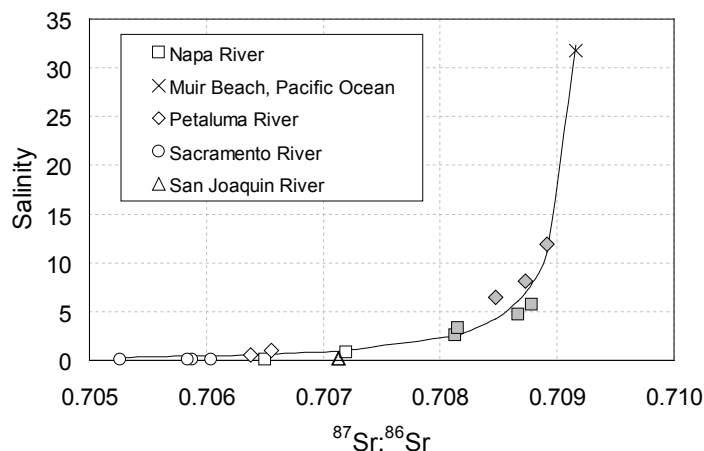 35
30
25
20
15
10
5
0
Salinity
Napa River
Muir Beach, Pacific Ocean
Petaluma River
Sacramento River
San Joaquin River
0.705 0.706 0.707 0.708 0.709 0.710
⁸⁷Sr:⁸⁶Sr